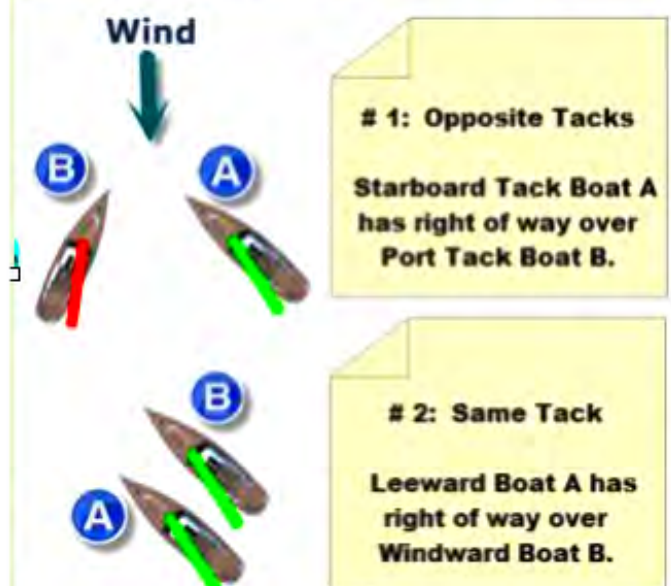 Wind
B
A
# 1: Opposite Tacks
Starboard Tack Boat A
has right of way over
Port Tack Boat B.
B
A
# 2: Same Tack
Leeward Boat A has
right of way over
Windward Boat B.